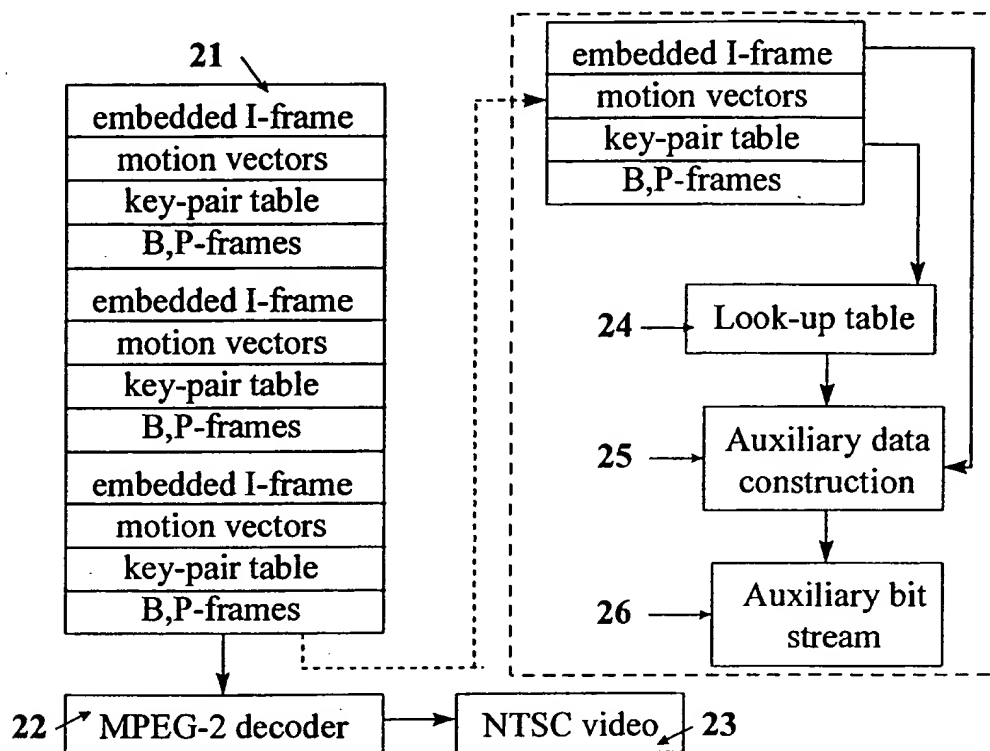 21
embedded I-frame
motion vectors
key-pair table
B,P-frames
embedded I-frame
motion vectors
key-pair table
B,P-frames
embedded I-frame
motion vectors
key-pair table
B,P-frames
22
MPEG-2 decoder
NTSC video
23
embedded I-frame
motion vectors
key-pair table
B,P-frames
24
Look-up table
25
Auxiliary data
construction
26
Auxiliary bit
stream